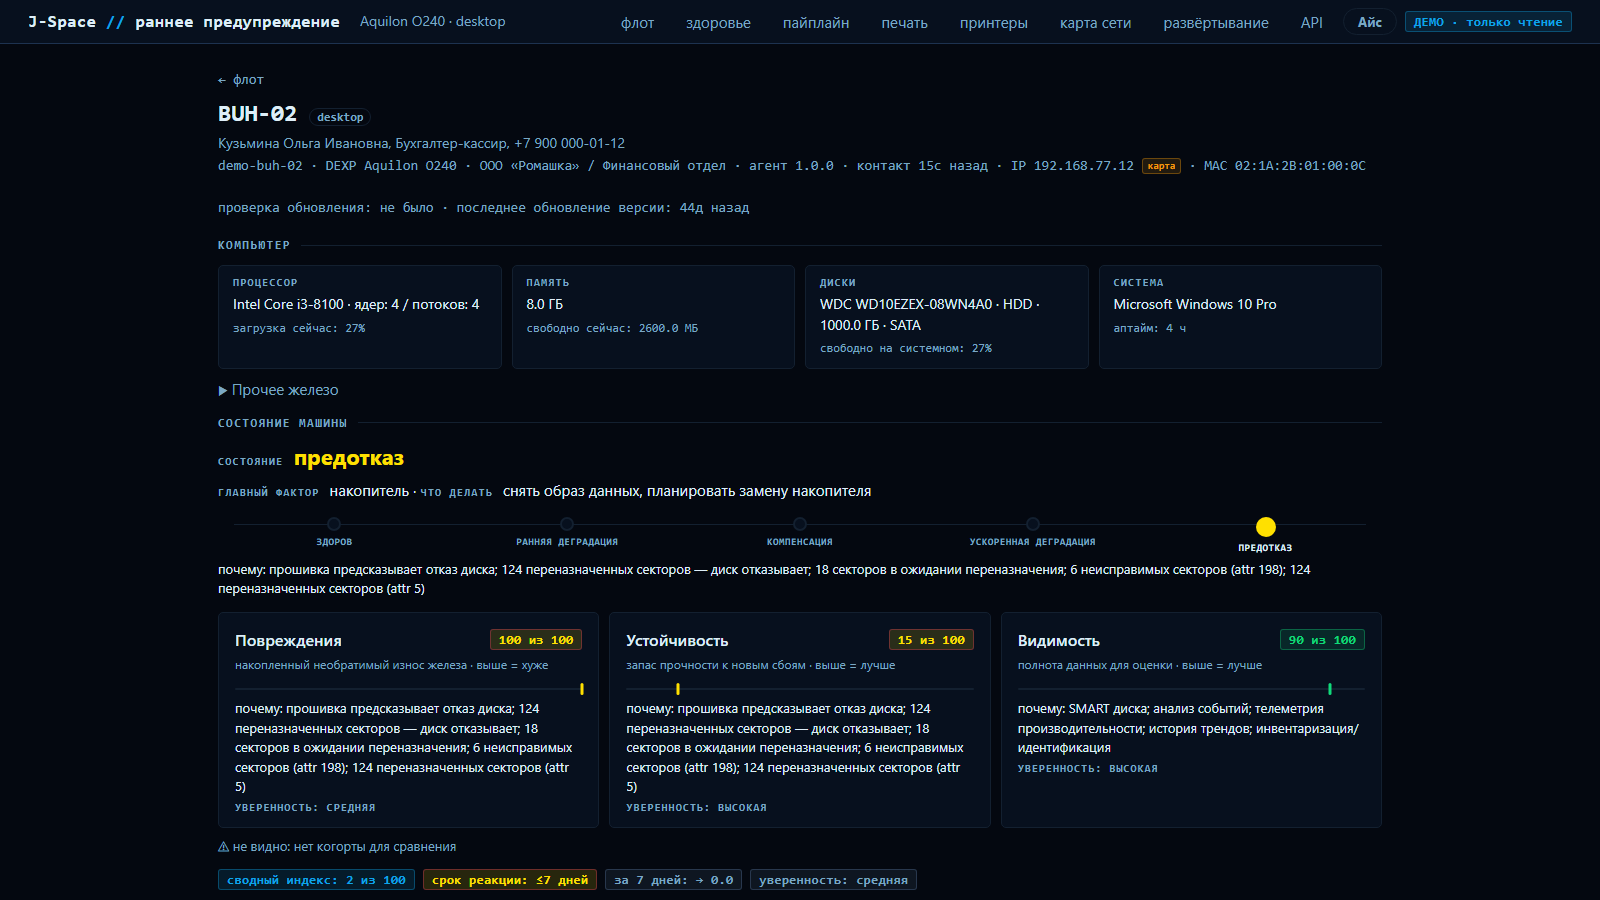 J-Space // раннее предупреждение
Aquilon O240 · desktop
флот здоровье пайплайн печать принтеры карта сети развёртывание API Айс ДЕМО · только чтение
← флот
BUH-02 desktop
Кузьмина Ольга Ивановна, Бухгалтер-кассир, +7 900 000-01-12
demo-buh-02 · DEXP Aquilon O240 · ООО «Ромашка» / Финансовый отдел · агент 1.0.0 · контакт 15с назад · IP 192.168.77.12 карта · MAC 02:1A:2B:01:00:0C
проверка обновления: не было · последнее обновление версии: 44д назад
КОМПЬЮТЕР
ПРОЦЕССОР
Intel Core i3-8100 · ядер: 4 / потоков: 4
загрузка сейчас: 27%
ПАМЯТЬ
8.0 ГБ
свободно сейчас: 2600.0 МБ
ДИСКИ
WDC WD10EZEX-08WN4A0 · HDD ·
1000.0 ГБ · SATA
свободно на системном: 27%
СИСТЕМА
Microsoft Windows 10 Pro
аптайм: 4 ч
▶ Прочее железо
СОСТОЯНИЕ МАШИНЫ
СОСТОЯНИЕ предотказ
ГЛАВНЫЙ ФАКТОР накопитель · ЧТО ДЕЛАТЬ снять образ данных, планировать замену накопителя
ЗДОРОВ РАННЯЯ ДЕГРАДАЦИЯ КОМПЕНСАЦИЯ УСКОРЕННАЯ ДЕГРАДАЦИЯ ПРЕДОТКАЗ
почему: прошивка предсказывает отказ диска; 124 переназначенных секторов — диск отказывает; 18 секторов в ожидании переназначения; 6 неисправимых секторов (attr 198); 124
переназначенных секторов (attr 5)
Повреждения 100 из 100
накопленный необратимый износ железа · выше = хуже
почему: прошивка предсказывает отказ диска; 124
переназначенных секторов — диск отказывает; 18
секторов в ожидании переназначения; 6 неисправимых
секторов (attr 198); 124 переназначенных секторов (attr
5)
УВЕРЕННОСТЬ: СРЕДНЯЯ
Устойчивость 15 из 100
запас прочности к новым сбоям · выше = лучше
почему: прошивка предсказывает отказ диска; 124
переназначенных секторов — диск отказывает; 18
секторов в ожидании переназначения; 6 неисправимых
секторов (attr 198); 124 переназначенных секторов (attr
5)
УВЕРЕННОСТЬ: ВЫСОКАЯ
Видимость 90 из 100
полнота данных для оценки · выше = лучше
почему: SMART диска; анализ событий; телеметрия
производительности; история трендов; инвентаризация/
идентификация
УВЕРЕННОСТЬ: ВЫСОКАЯ
⚠ не видно: нет когорты для сравнения
сводный индекс: 2 из 100 срок реакции: ≤7 дней за 7 дней: → 0.0 уверенность: средняя